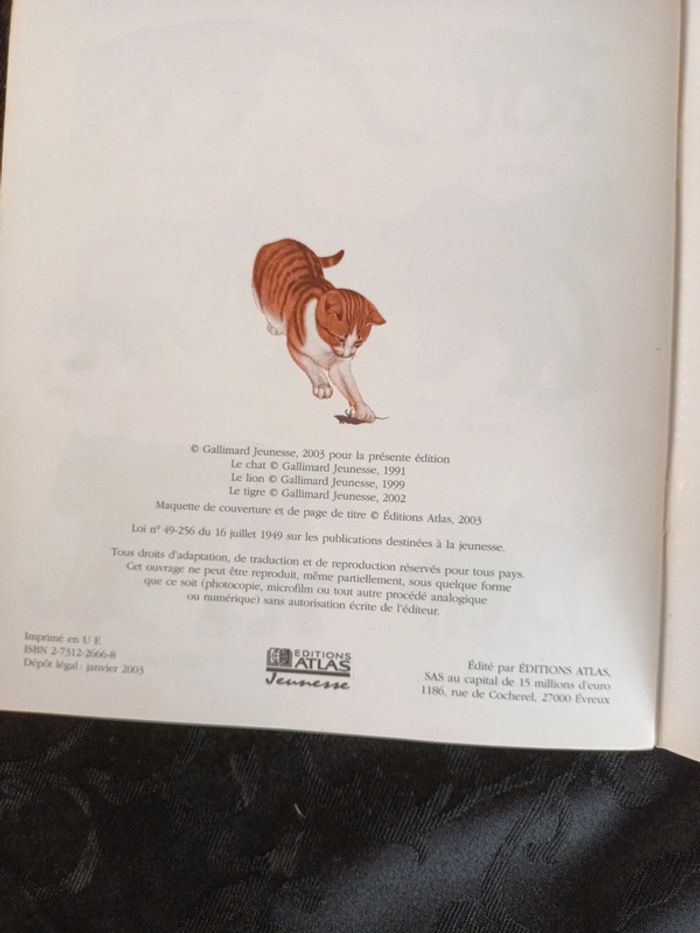 © Gallimard Jeunesse, 2003 pour la présente édition
Le chat © Gallimard Jeunesse, 1991
Le lion © Gallimard Jeunesse, 1999
Le tigre © Gallimard Jeunesse, 2002
Maquette de couverture et de page de titre © Éditions Atlas, 2003
Loi n° 49-256 du 16 juillet 1949 sur les publications destinées à la jeunesse.
Tous droits d'adaptation, de traduction et de reproduction réservés pour tous pays.
Cet ouvrage ne peut être reproduit, même partiellement, sous quelque forme
que ce soit (photocopie, microfilm ou tout autre procédé analogique
ou numérique) sans autorisation écrite de l'éditeur.
Imprimé en U E
ISBN 2-7312-2666-8
Dépôt légal : janvier 2003
EDITIONS
ATLAS
Jeunesse
Édité par ÉDITIONS ATLAS,
SAS au capital de 15 millions d'euro
1186, rue de Cocherel, 27000 Évreux